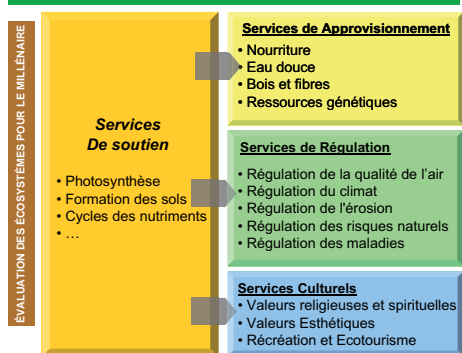 ÉVALUATION DES ÉCOSYSTÈMES POUR LE MILLÉNAIRE
Services
De soutien
• Photosynthèse
• Formation des sols
• Cycles des nutriments
• …
Services de Approvisionnement
• Nourriture
• Eau douce
• Bois et fibres
• Ressources génétiques
Services de Régulation
• Régulation de la qualité de l'air
• Régulation du climat
• Régulation de l'érosion
• Régulation des risques naturels
• Régulation des maladies
Services Culturels
• Valeurs religieuses et spirituelles
• Valeurs Esthétiques
• Récréation et Ecotourisme